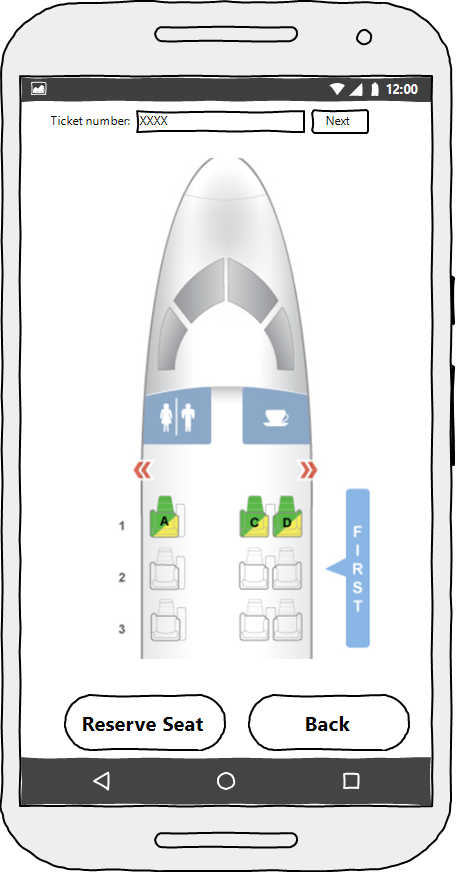 12:00
Ticket number: XXXX Next
1 A C D
2
3
FIRST
Reserve Seat Back